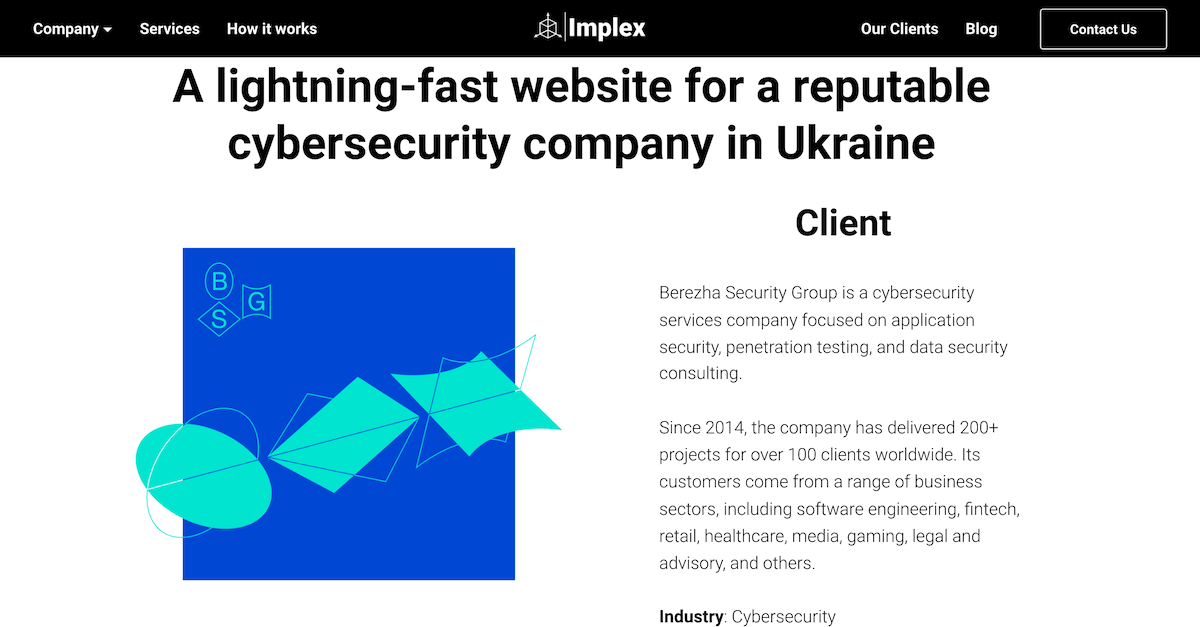 Company
Services
How it works
Implex
Our Clients
Blog
Contact Us
A lightning-fast website for a reputable
cybersecurity company in Ukraine
B
G
S
Client
Berezha Security Group is a cybersecurity
services company focused on application
security, penetration testing, and data security
consulting.
Since 2014, the company has delivered 200+
projects for over 100 clients worldwide. Its
customers come from a range of business
sectors, including software engineering, fintech,
retail, healthcare, media, gaming, legal and
advisory, and others.
Industry: Cybersecurity